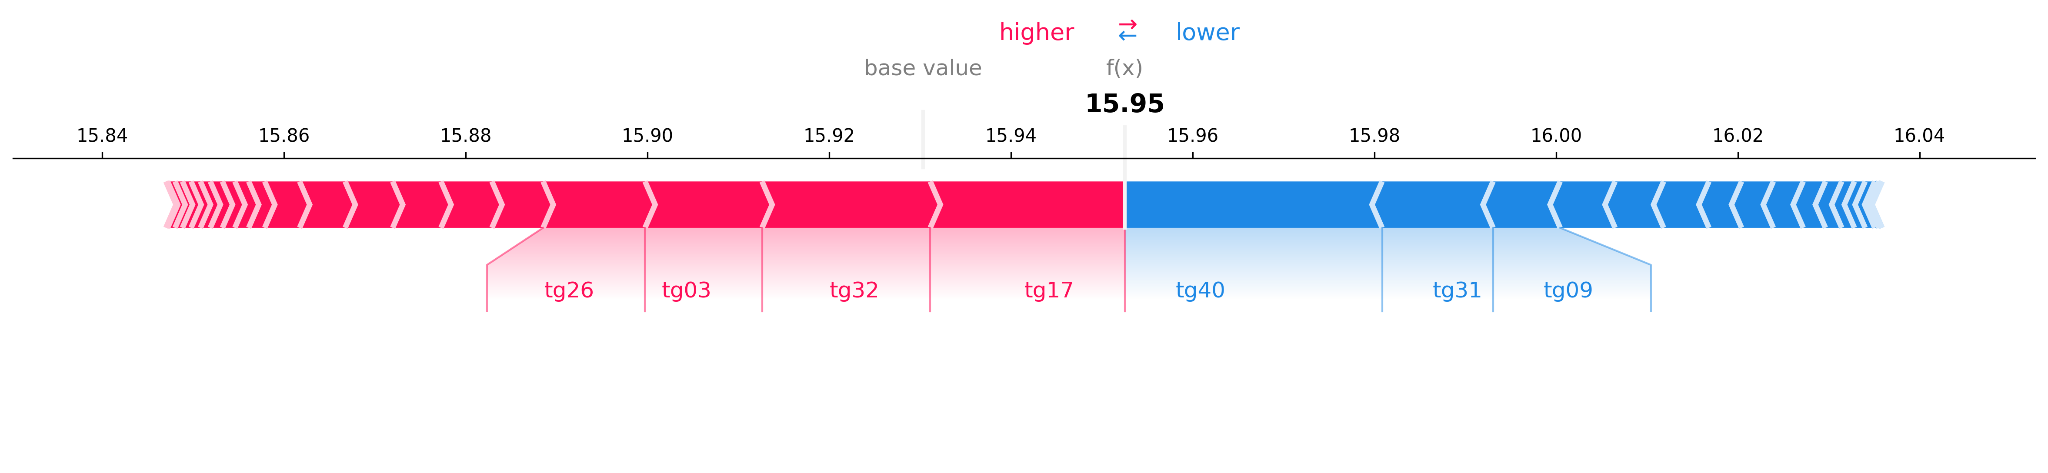 higher ⇄ lower
base value f(x)
15.95
15.84 15.86 15.88 15.90 15.92 15.94 15.96 15.98 16.00 16.02 16.04
tg26 tg03 tg32 tg17 tg40 tg31 tg09